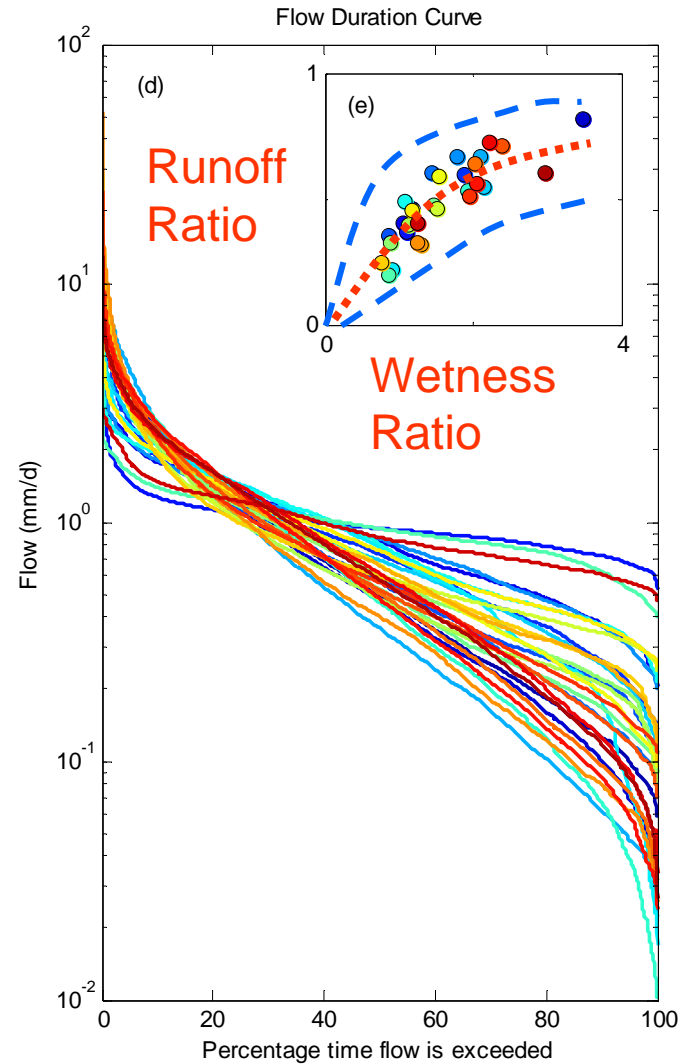 Flow Duration Curve
10^2
(d)
1
(e)
Runoff
Ratio
10^1
0
0
4
Wetness
Ratio
Flow (mm/d)
10^0
10^-1
10^-2
0
20
40
60
80
100
Percentage time flow is exceeded